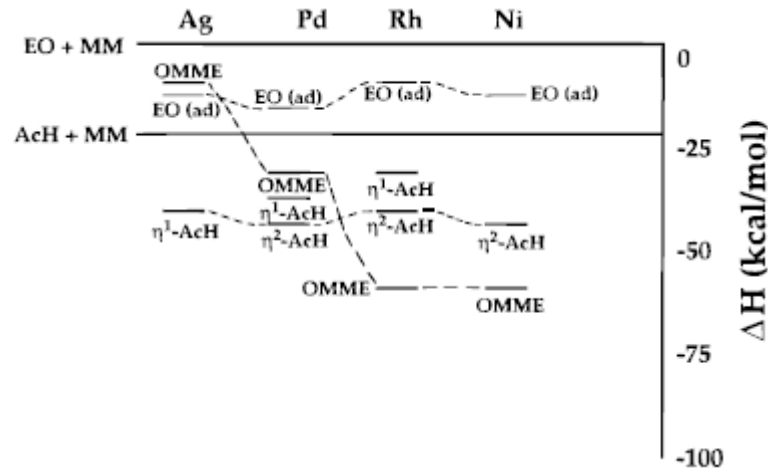 Ag Pd Rh Ni
EO + MM
0
OMME
EO (ad)
EO (ad)
EO (ad)
EO (ad)
AcH + MM
-25
OMME
η¹-AcH
η¹-AcH
η²-AcH
η¹-AcH
η²-AcH
η²-AcH
-50
OMME
OMME
-75
-100
ΔH (kcal/mol)